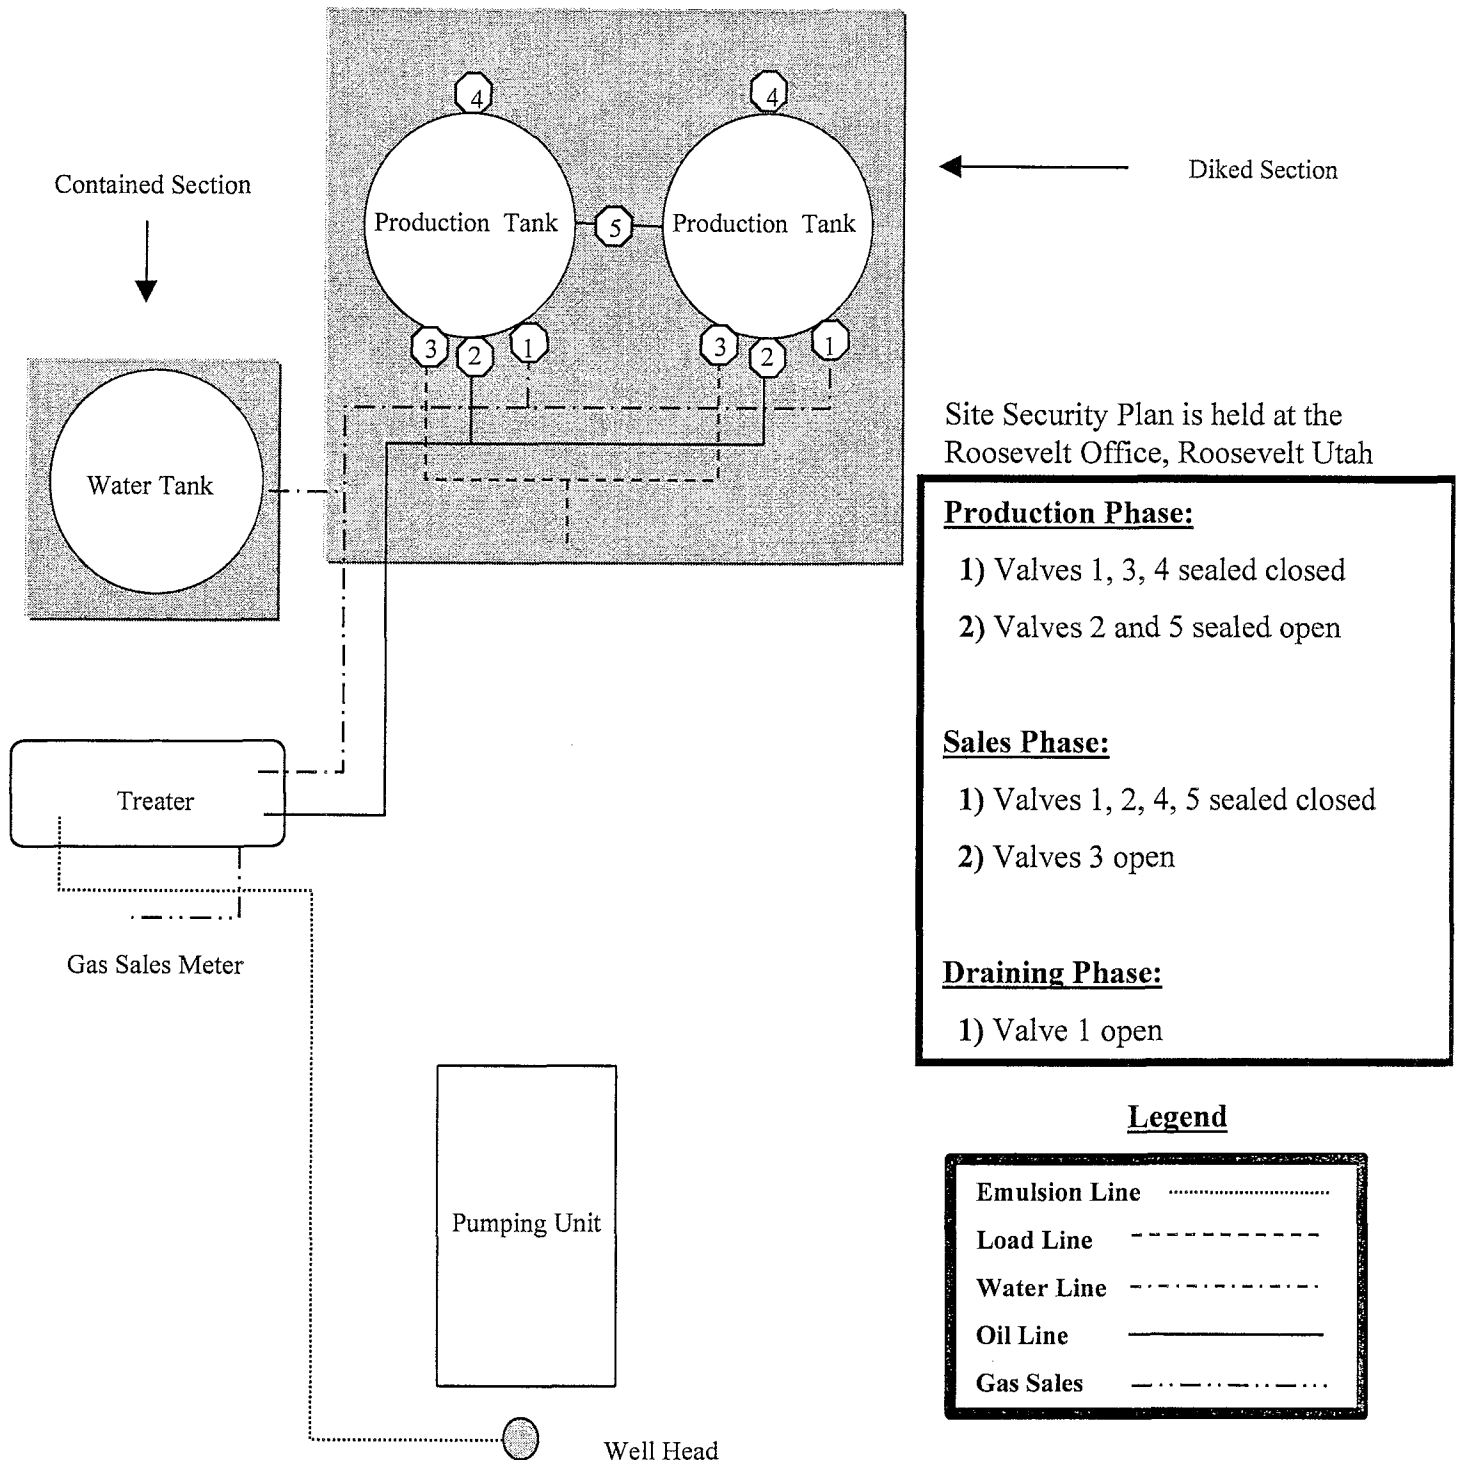 4
4
Contained Section
Diked Section
Production Tank
5
Production Tank
3
2
1
3
2
1
Water Tank
Site Security Plan is held at the
Roosevelt Office, Roosevelt Utah
Production Phase:
1) Valves 1, 3, 4 sealed closed
2) Valves 2 and 5 sealed open
Sales Phase:
1) Valves 1, 2, 4, 5 sealed closed
2) Valves 3 open
Draining Phase:
1) Valve 1 open
Treater
Gas Sales Meter
Pumping Unit
Well Head
Legend
Emulsion Line
Load Line
Water Line
Oil Line
Gas Sales